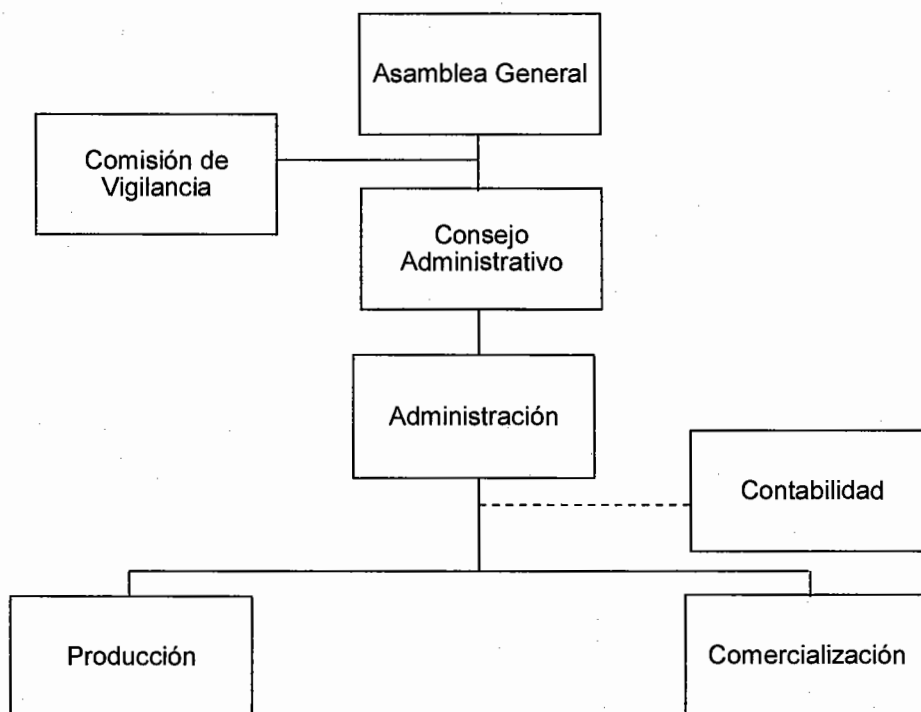 Asamblea General
Comisión de
Vigilancia
Consejo
Administrativo
Administración
Contabilidad
Producción
Comercialización